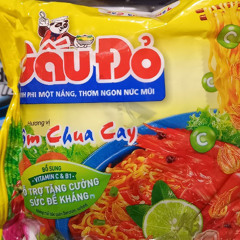 GẤU ĐỎ
HÀNH PHI MỘT NẮNG, THƠM NGON NỨC MŨI
Hương vị
Tôm Chua Cay
BỔ SUNG
VITAMIN C & B1
HỖ TRỢ TĂNG CƯỜNG
SỨC ĐỀ KHÁNG
C
C